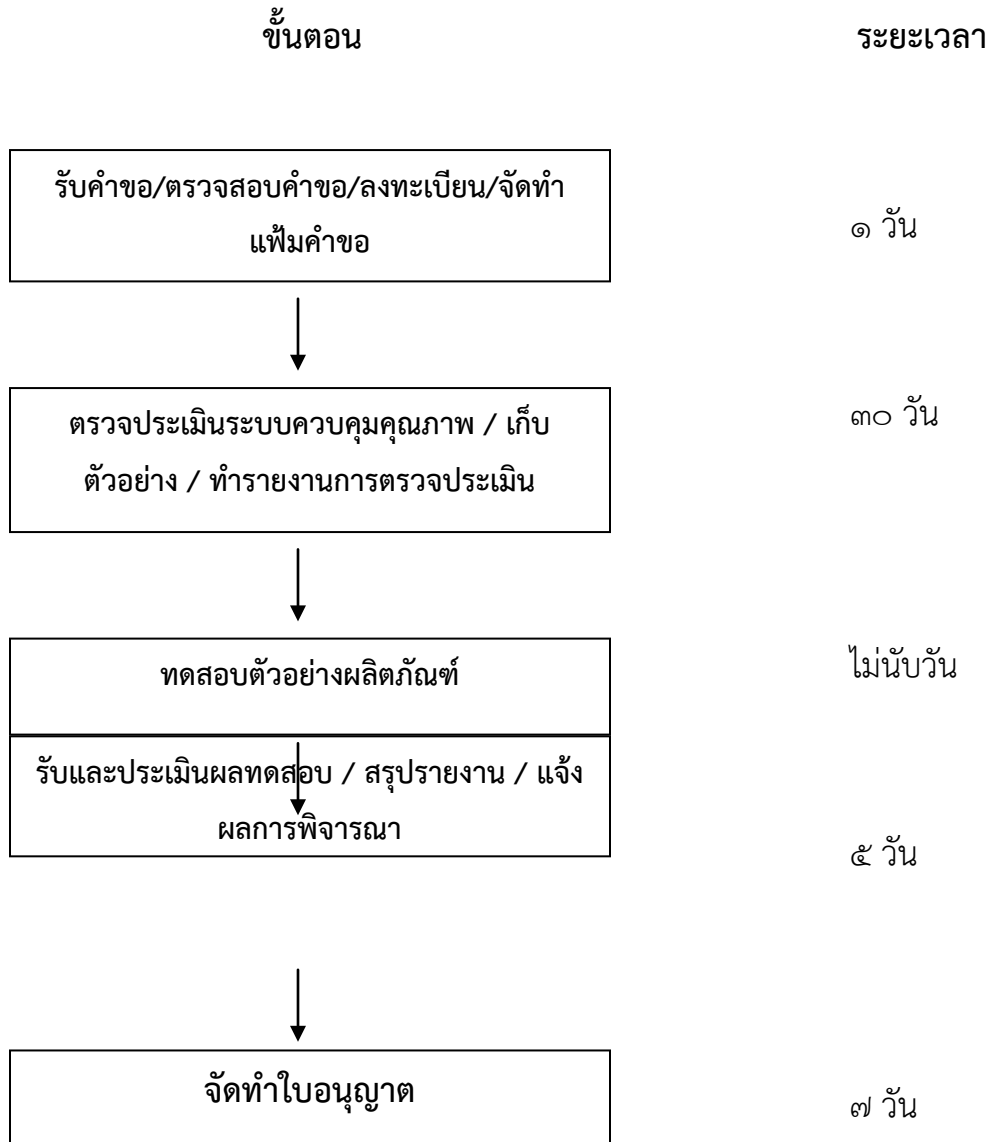 ขั้นตอน ระยะเวลา
รับคำขอ/ตรวจสอบคำขอ/ลงทะเบียน/จัดทำ
แฟ้มคำขอ
๑ วัน
ตรวจประเมินระบบควบคุมคุณภาพ / เก็บ
ตัวอย่าง / ทำรายงานการตรวจประเมิน
๓๐ วัน
ทดสอบตัวอย่างผลิตภัณฑ์
ไม่นับวัน
รับและประเมินผลทดสอบ / สรุปรายงาน / แจ้ง
ผลการพิจารณา
๕ วัน
จัดทำใบอนุญาต
๗ วัน